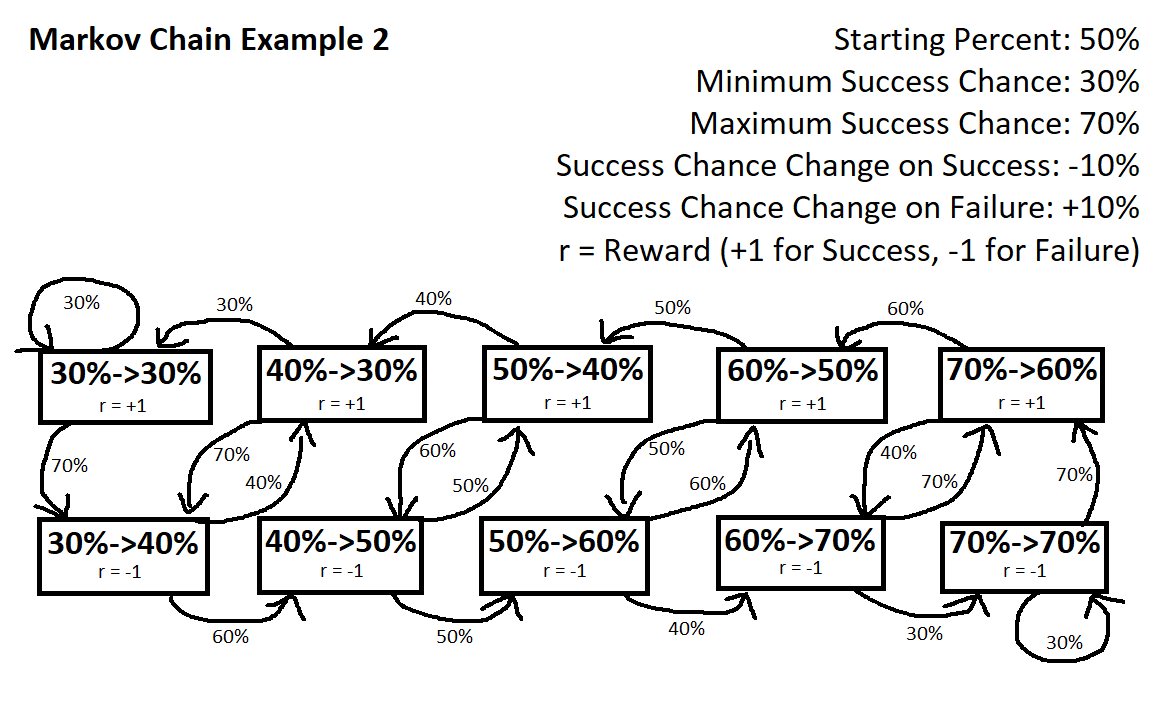 Markov Chain Example 2
Starting Percent: 50%
Minimum Success Chance: 30%
Maximum Success Chance: 70%
Success Chance Change on Success: -10%
Success Chance Change on Failure: +10%
r = Reward (+1 for Success, -1 for Failure)
30%
30%
40%
50%
60%
30%->30%
r = +1
40%->30%
r = +1
50%->40%
r = +1
60%->50%
r = +1
70%->60%
r = +1
70%
70%
40%
60%
50%
50%
60%
40%
70%
70%
30%->40%
r = -1
40%->50%
r = -1
50%->60%
r = -1
60%->70%
r = -1
70%->70%
r = -1
60%
50%
40%
30%
30%